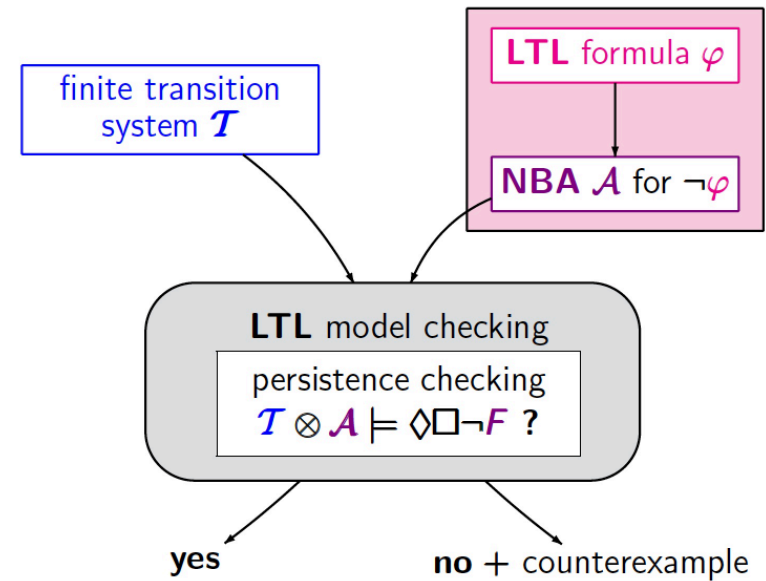 LTL formula φ
finite transition
system 𝓣
NBA 𝓐 for ¬φ
LTL model checking
persistence checking
𝓣 ⊗ 𝓐 ⊨ ◊□¬F ?
yes
no + counterexample